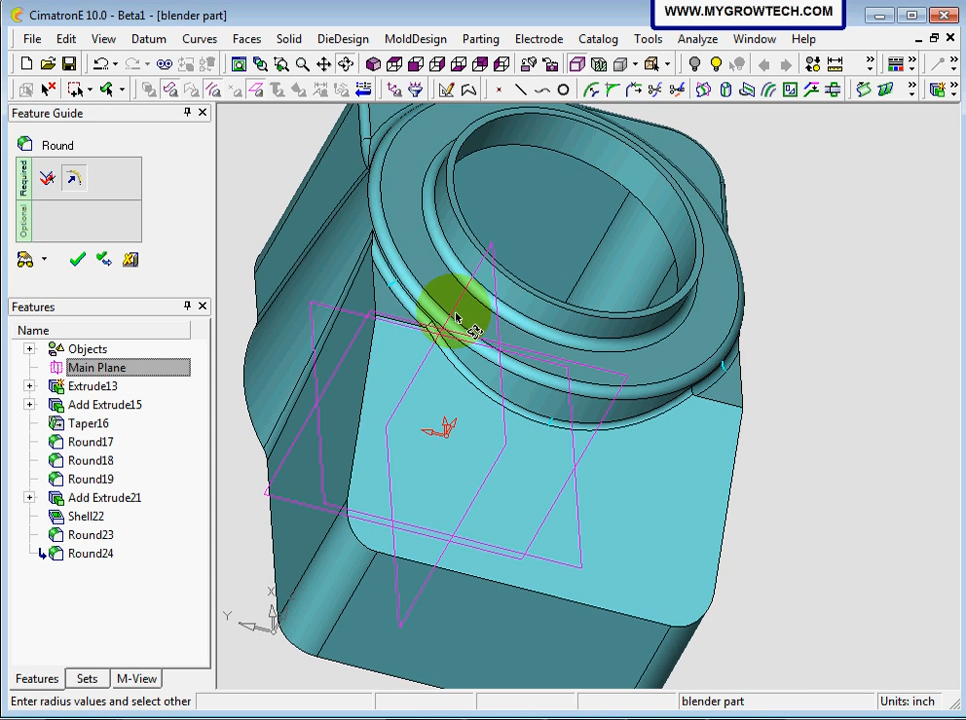 CimatronE 10.0 - Beta1 - [blender part]
WWW.MYGROWTECH.COM
File Edit View Datum Curves Faces Solid DieDesign MoldDesign Parting Electrode Catalog Tools Analyze Window Help
Feature Guide
Round
Required
Optional
Features
Name
Objects
Main Plane
Extrude13
Add Extrude15
Taper16
Round17
Round18
Round19
Add Extrude21
Shell22
Round23
Round24
X
Y
Features Sets M-View
Enter radius values and select other
blender part
Units: inch